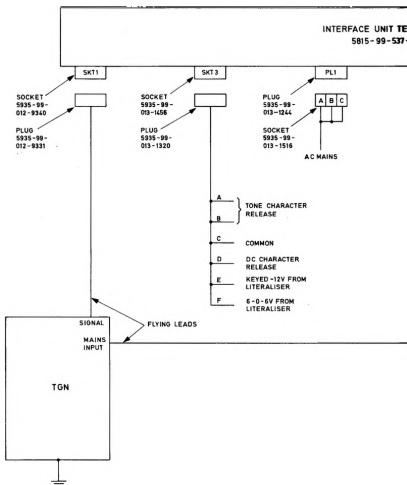 INTERFACE UNIT TE
5815-99-537-
SKT1
SKT 3
PL1
SOCKET
5935-99-
012-9340
PLUG
5935-99-
012-9331
SOCKET
5935-99-
013-1456
PLUG
5935-99-
013-1320
PLUG
5935-99-
013-1244
SOCKET
5935-99-
013-1516
A B C
AC MAINS
A
B
TONE CHARACTER
RELEASE
C COMMON
D DC CHARACTER
RELEASE
E KEYED -12V FROM
LITERALISER
F 6-0-6V FROM
LITERALISER
SIGNAL
FLYING LEADS
MAINS
INPUT
TGN